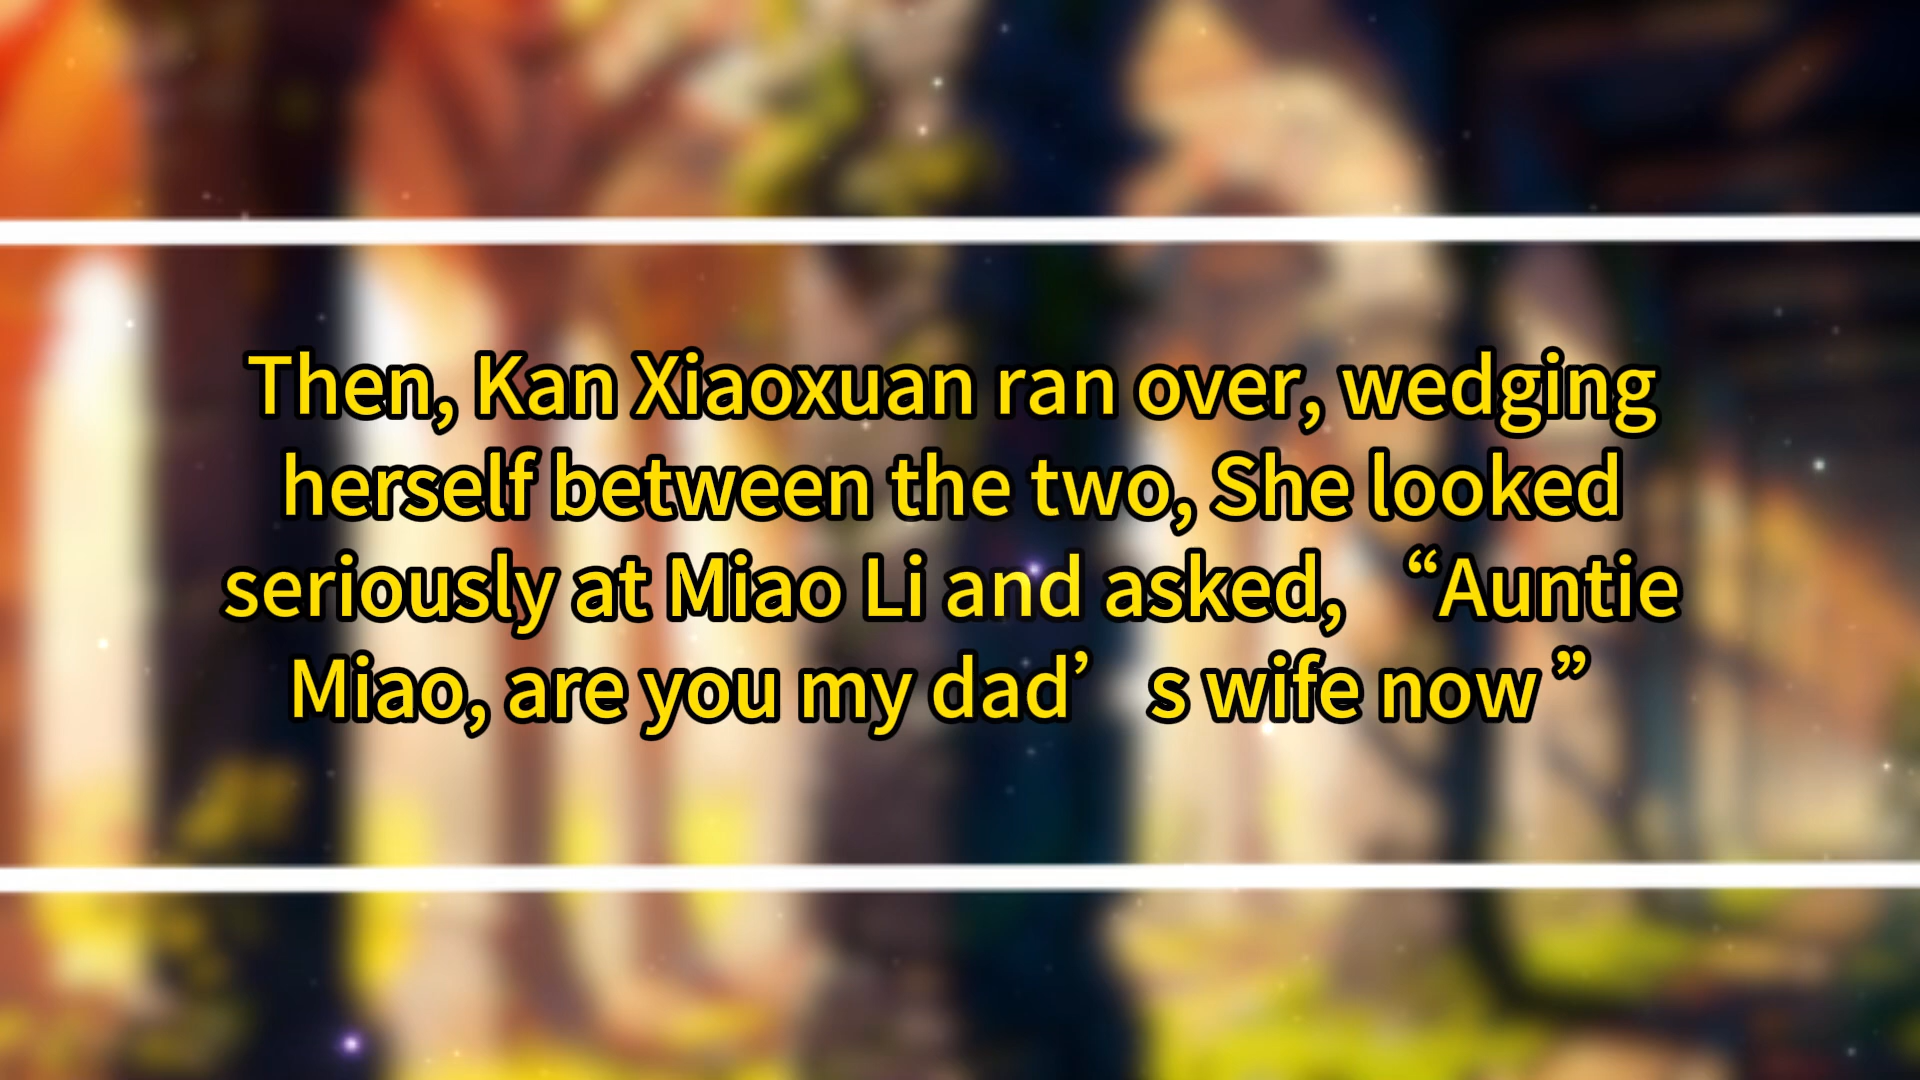 Then, Kan Xiaoxuan ran over, wedging
herself between the two, She looked
seriously at Miao Li and asked, “Auntie
Miao, are you my dad’s wife now”